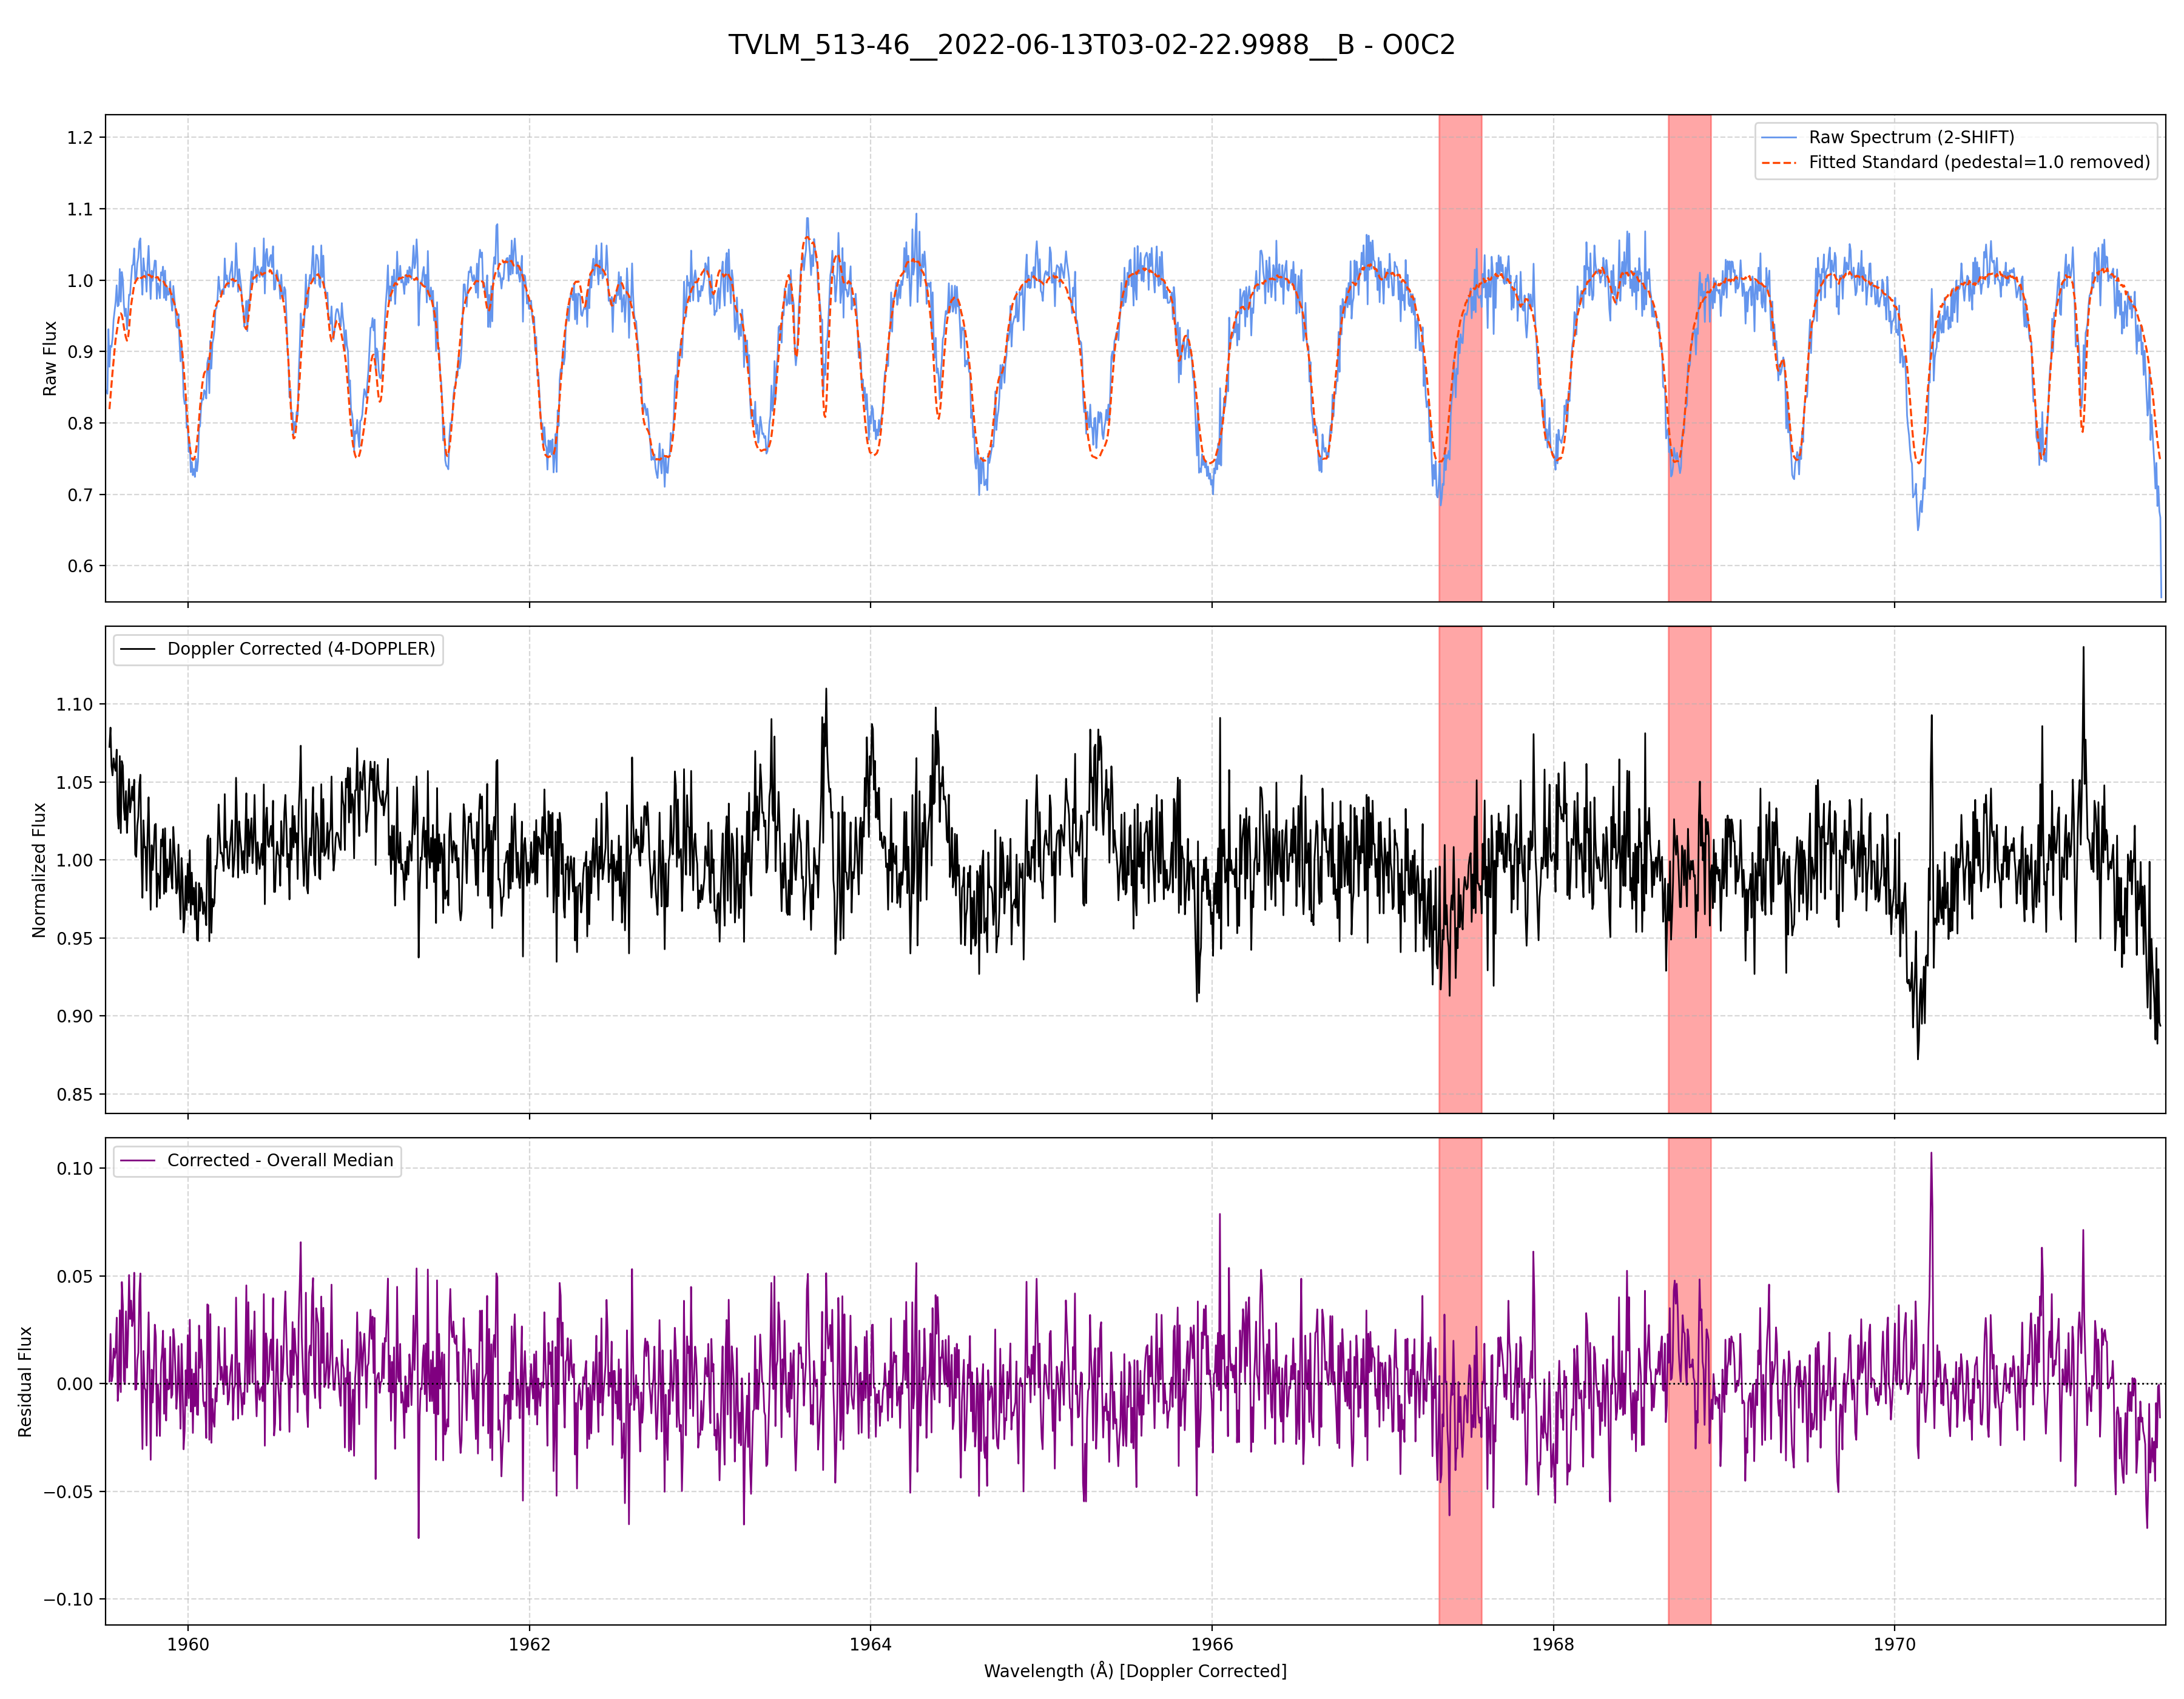 TVLM_513-46__2022-06-13T03-02-22.9988__B - O0C2
Raw Flux
1.2
1.1
1.0
0.9
0.8
0.7
0.6
Raw Spectrum (2-SHIFT)
Fitted Standard (pedestal=1.0 removed)
Normalized Flux
1.10
1.05
1.00
0.95
0.90
0.85
Doppler Corrected (4-DOPPLER)
Residual Flux
0.10
0.05
0.00
−0.05
−0.10
Corrected - Overall Median
1960
1962
1964
1966
1968
1970
Wavelength (Å) [Doppler Corrected]